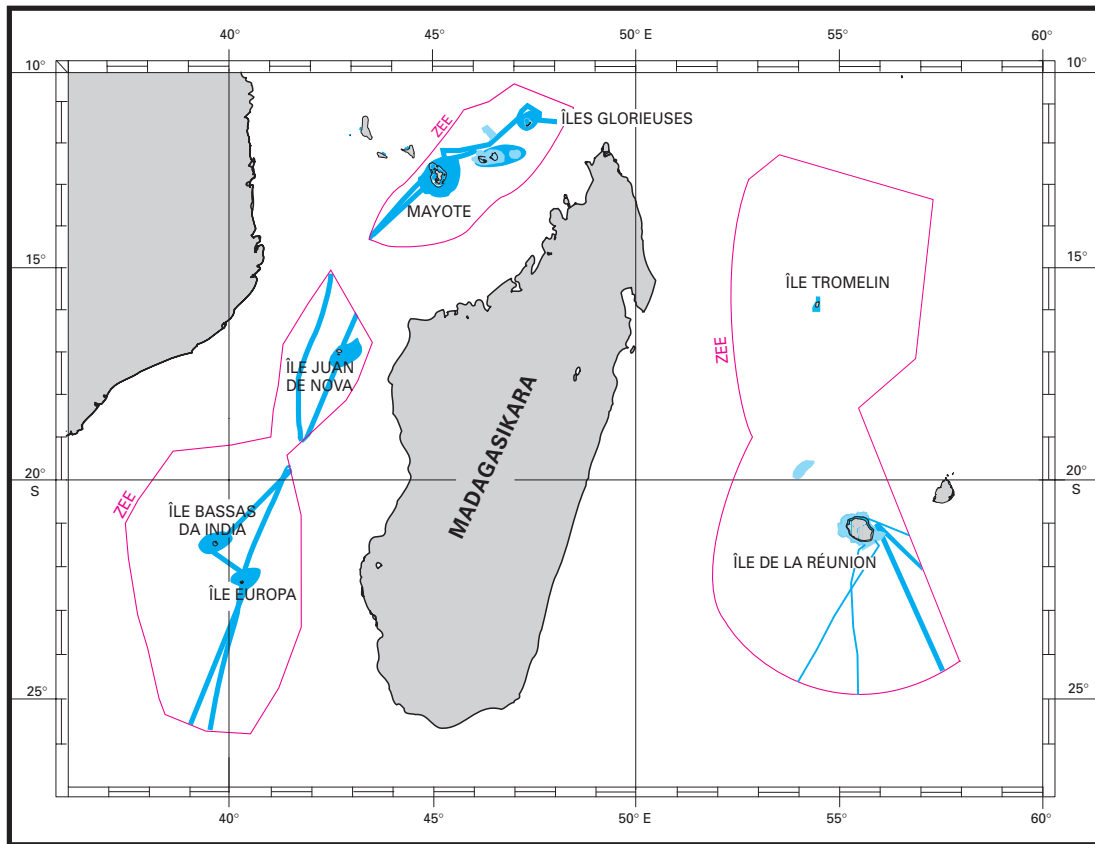 40°
45°
50° E
55°
60°
10°
10°
ZEE
ÎLES GLORIEUSES
MAYOTE
15°
15°
ÎLE TROMELIN
ZEE
ÎLE JUAN
DE NOVA
MADAGASIKARA
20°
S
20°
S
ZEE
ÎLE BASSAS
DA INDIA
ÎLE DE LA RÉUNION
ÎLE EUROPA
25°
25°
40°
45°
50° E
55°
60°